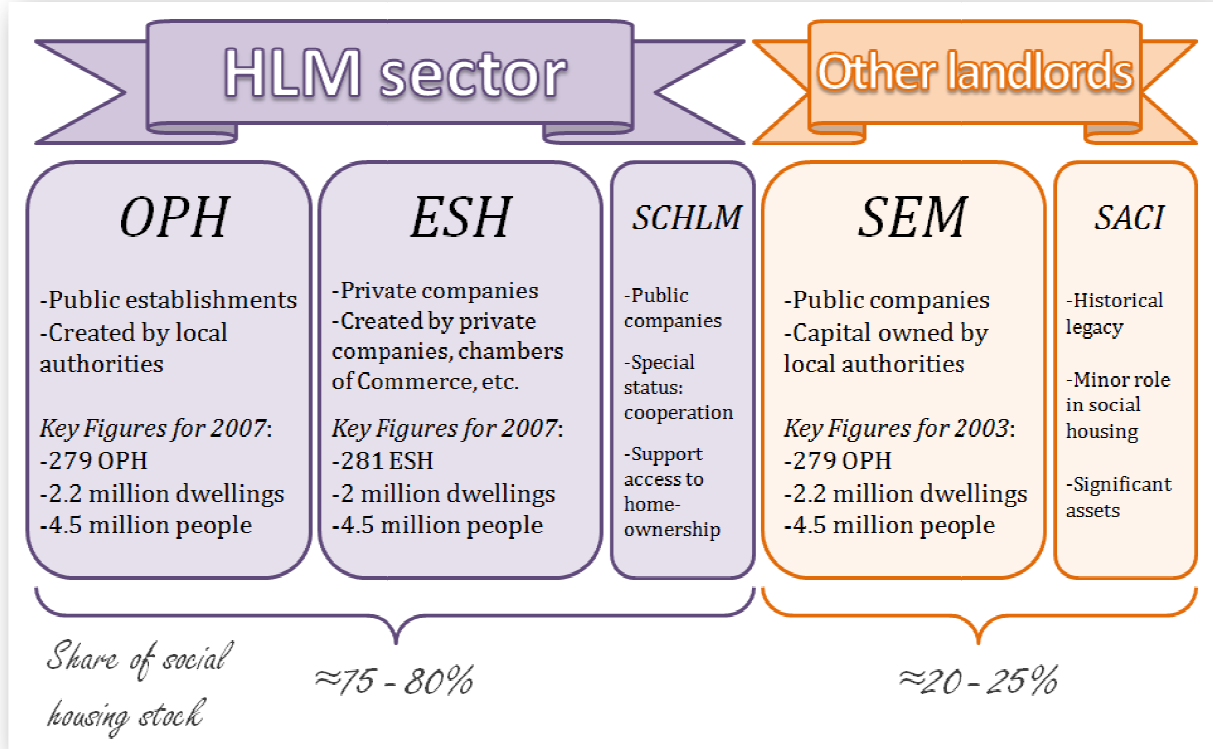 HLM sector
Other landlords
OPH
-Public establishments
-Created by local
authorities
Key Figures for 2007:
-279 OPH
-2.2 million dwellings
-4.5 million people
ESH
-Private companies
-Created by private
companies, chambers
of Commerce, etc.
Key Figures for 2007:
-281 ESH
-2 million dwellings
-4.5 million people
SCHLM
-Public
companies
-Special
status:
cooperation
-Support
access to
home-
ownership
SEM
-Public companies
-Capital owned by
local authorities
Key Figures for 2003:
-279 OPH
-2.2 million dwellings
-4.5 million people
SACI
-Historical
legacy
-Minor role
in social
housing
-Significant
assets
Share of social
housing stock
≈75 - 80%
≈20 - 25%